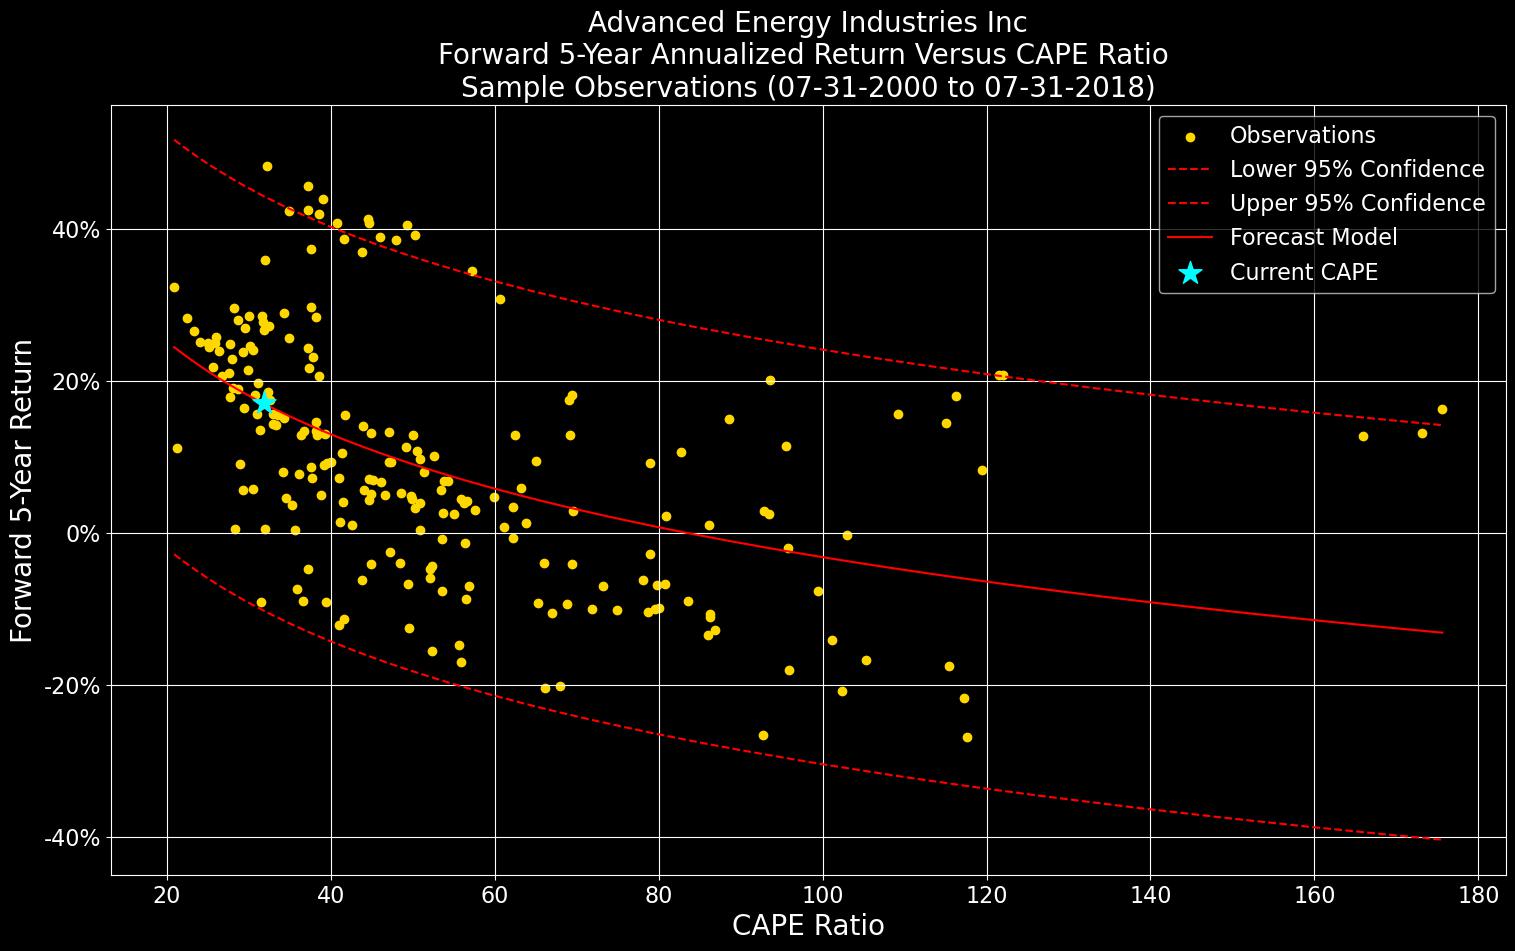 Advanced Energy Industries Inc
Forward 5-Year Annualized Return Versus CAPE Ratio
Sample Observations (07-31-2000 to 07-31-2018)
Observations
Lower 95% Confidence
Upper 95% Confidence
Forecast Model
Current CAPE
Forward 5-Year Return
40%
20%
0%
-20%
-40%
20 40 60 80 100 120 140 160 180
CAPE Ratio